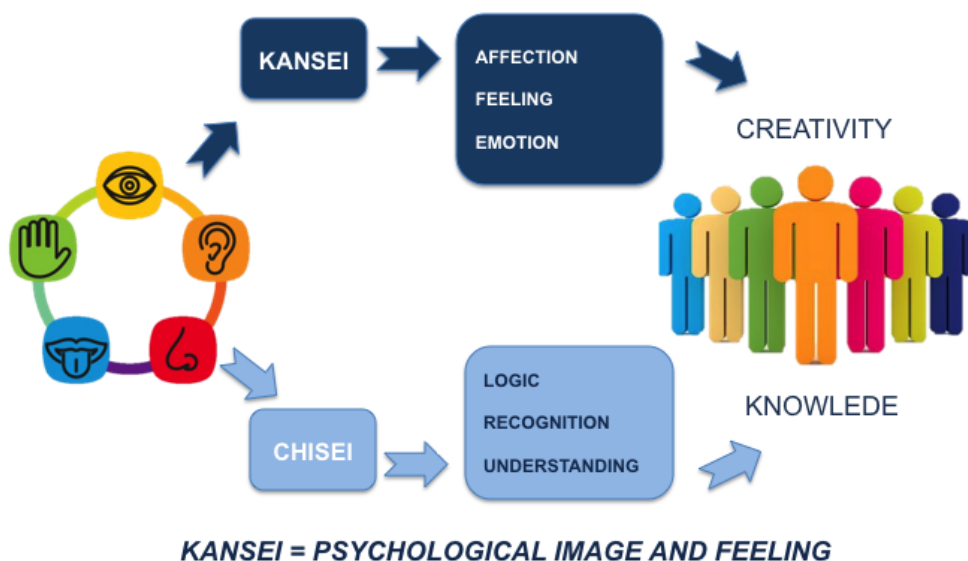 KANSEI
AFFECTION
FEELING
EMOTION
CREATIVITY
CHISEI
LOGIC
RECOGNITION
UNDERSTANDING
KNOWLEDE
KANSEI = PSYCHOLOGICAL IMAGE AND FEELING